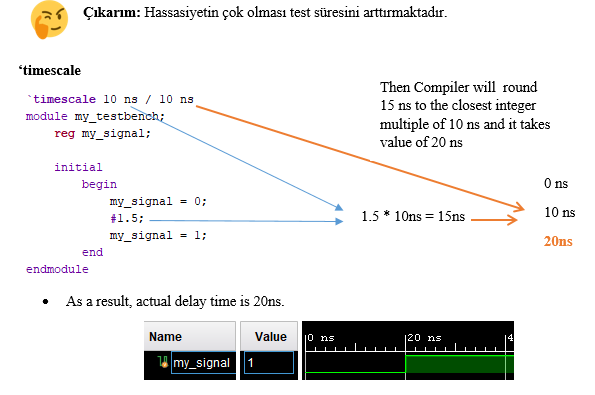 Çıkarım: Hassasiyetin çok olması test süresini arttırmaktadır.
‘timescale
`timescale 10 ns / 10 ns
module my_testbench;
reg my_signal;
initial
begin
my_signal = 0;
#1.5;
my_signal = 1;
end
endmodule
Then Compiler will round
15 ns to the closest integer
multiple of 10 ns and it takes
value of 20 ns
1.5 * 10ns = 15ns
0 ns
10 ns
20ns
• As a result, actual delay time is 20ns.
Name Value 0 ns 20 ns 4
my_signal 1